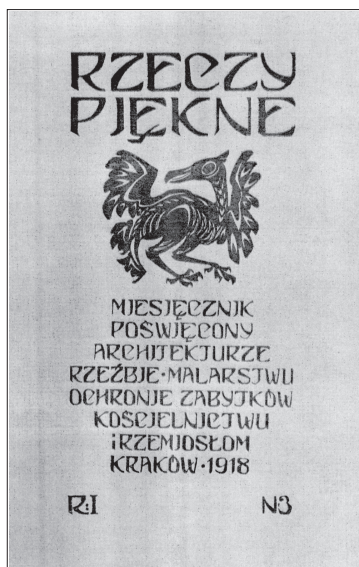 RZECZY
PIĘKNE
MIESIĘCZNIK
POŚWIĘCONY
ARCHITEKTURZE
RZEŹBIE·MALARSTWU
OCHRONIE ZABYTKÓW
KOŚCIELNICTWU
i RZEMIOSŁOM
KRAKÓW·1918
R:I N3